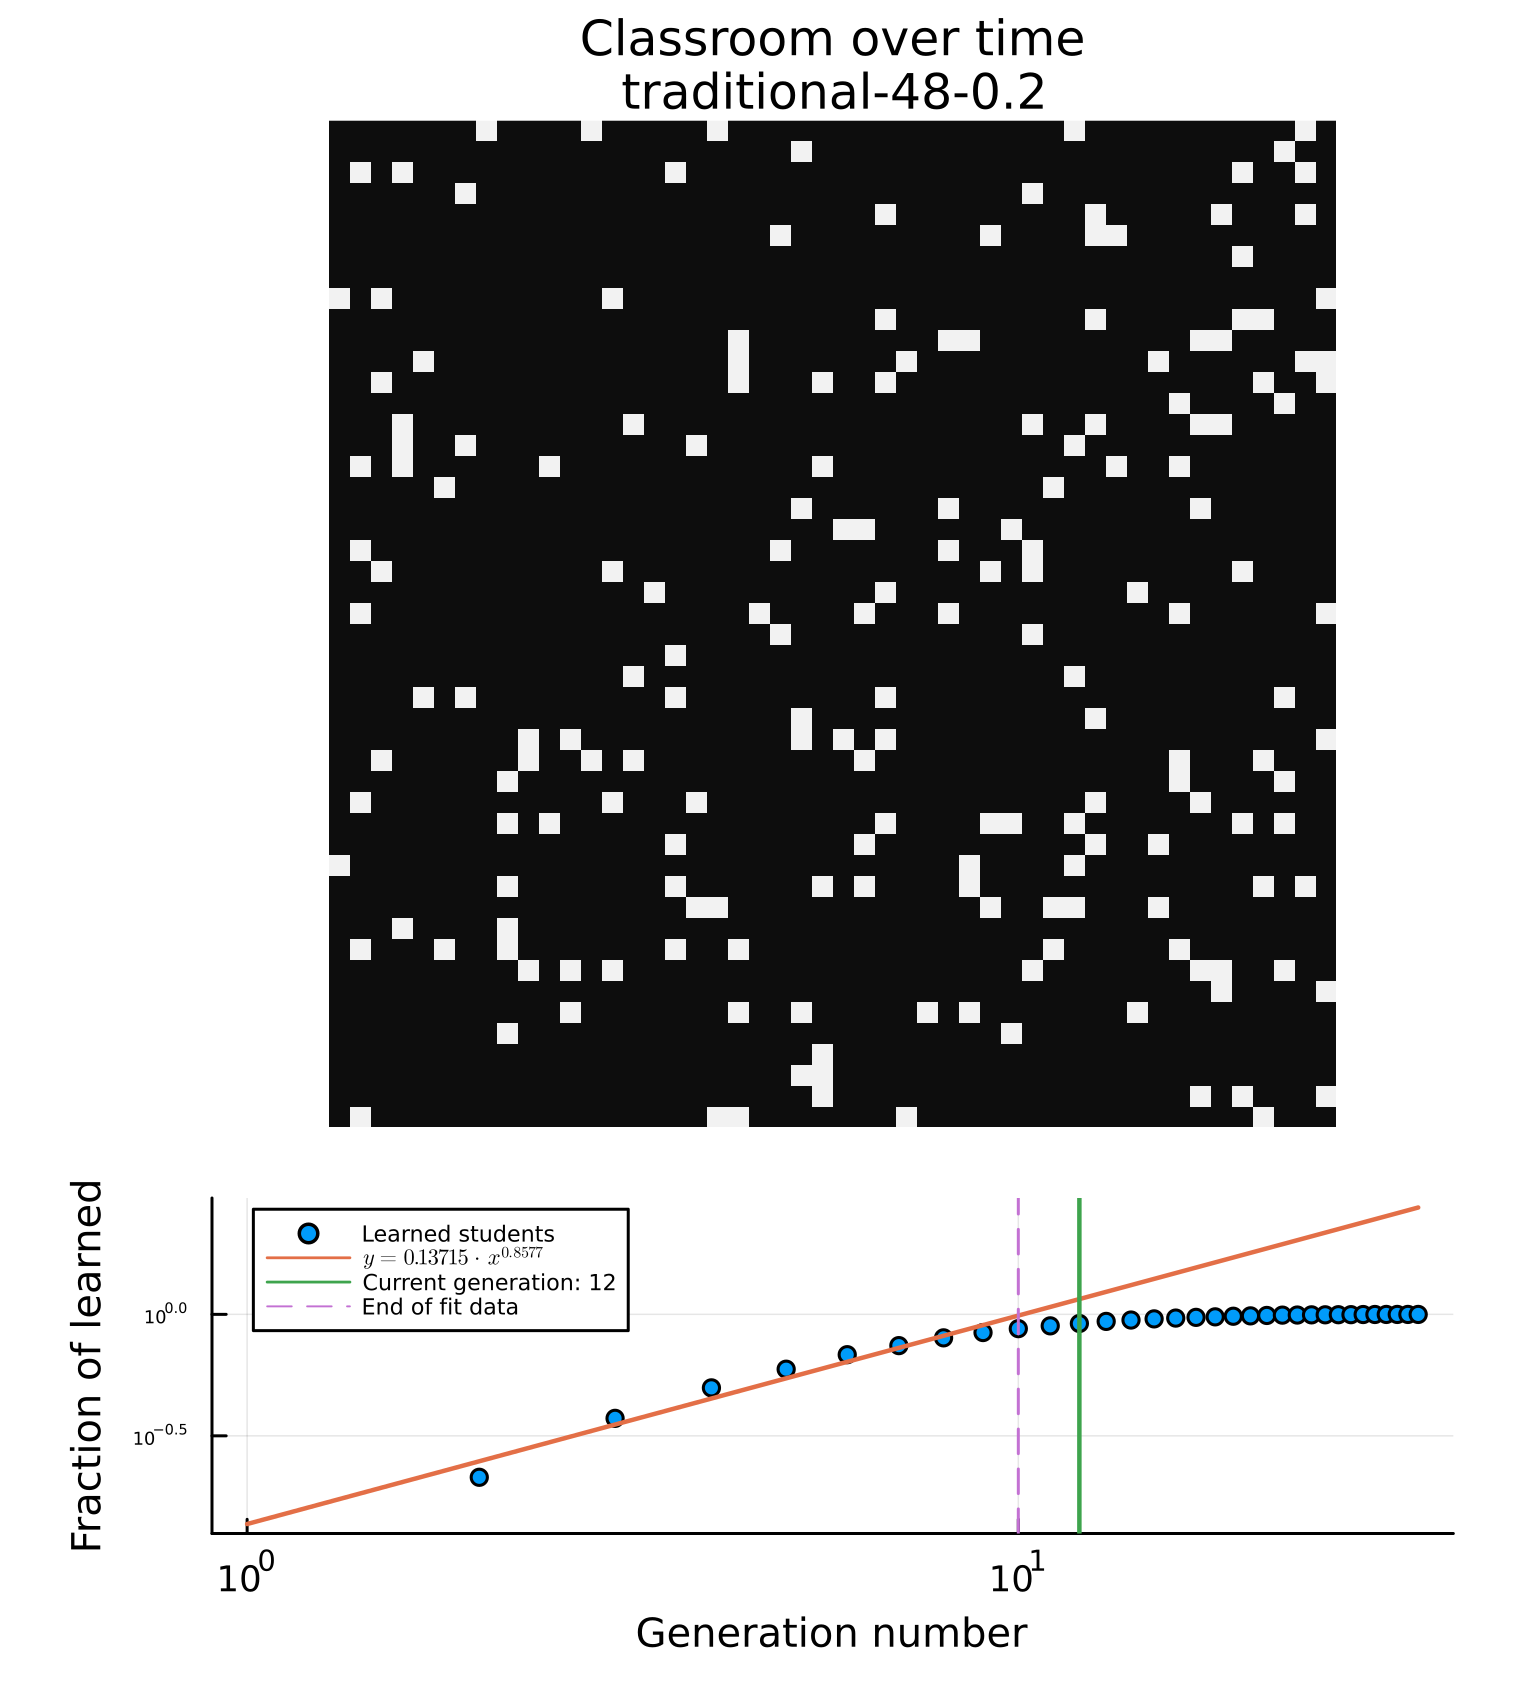 Classroom over time
traditional-48-0.2
Fraction of learned
Learned students
y = 0.13715 · x^0.8577
Current generation: 12
End of fit data
10^0.0
10^−0.5
10^0
10^1
Generation number